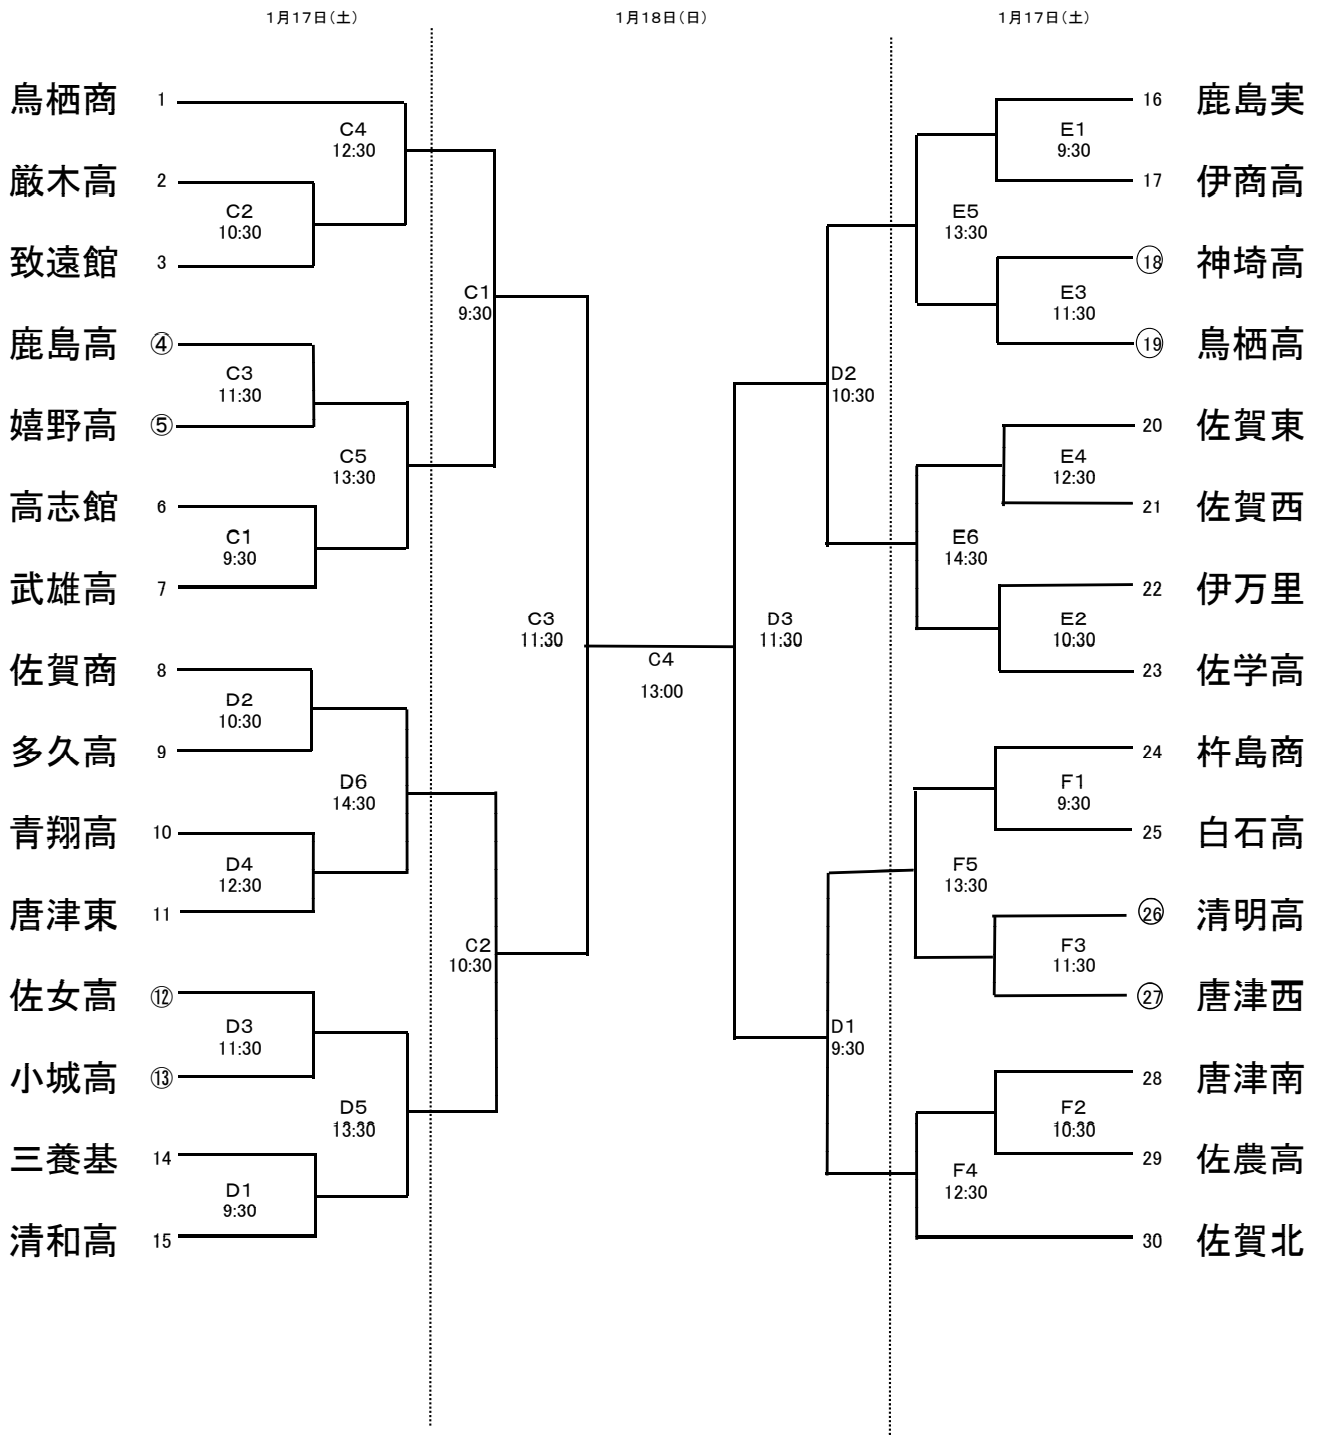 1月17日(土)
1月18日(日)
1月17日(土)
鳥栖商 1
C4
12:30
厳木高 2
C2
10:30
致遠館 3
C1
9:30
鹿島高 ④
C3
11:30
嬉野高 ⑤
C5
13:30
高志館 6
C1
9:30
武雄高 7
C3
11:30
佐賀商 8
D2
10:30
多久高 9
D6
14:30
青翔高 10
D4
12:30
唐津東 11
C2
10:30
佐女高 ⑫
D3
11:30
小城高 ⑬
D5
13:30
三養基 14
D1
9:30
清和高 15
C4
13:00
16 鹿島実
E1
9:30
17 伊商高
E5
13:30
⑱ 神埼高
E3
11:30
⑲ 鳥栖高
D2
10:30
20 佐賀東
E4
12:30
21 佐賀西
E6
14:30
22 伊万里
E2
10:30
23 佐学高
D3
11:30
24 杵島商
F1
9:30
25 白石高
F5
13:30
㉖ 清明高
F3
11:30
㉗ 唐津西
D1
9:30
28 唐津南
F2
10:30
29 佐農高
F4
12:30
30 佐賀北